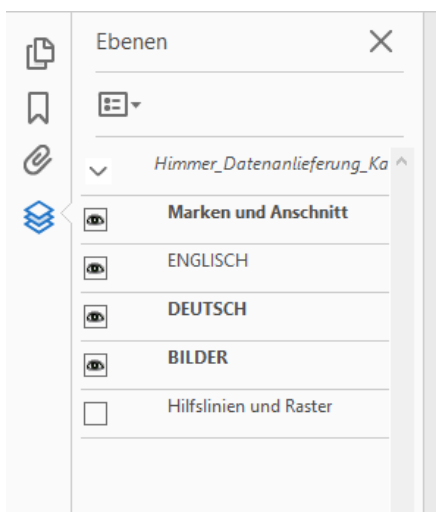 Ebenen
Himmer_Datenanlieferung_Ka
Marken und Anschnitt
ENGLISCH
DEUTSCH
BILDER
Hilfslinien und Raster